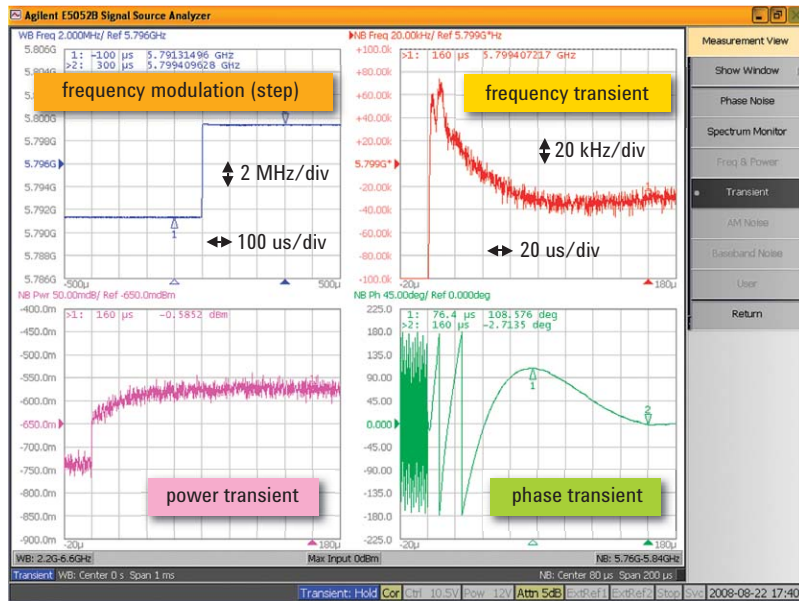 Agilent E5052B Signal Source Analyzer
WB Freq 2.000MHz/ Ref 5.796GHz
5.806G
5.804G
5.800G
5.796G
5.794G
5.792G
5.790G
5.788G
5.786G
1: -100 µs 5.79131496 GHz
>2: 300 µs 5.799409628 GHz
frequency modulation (step)
2 MHz/div
100 us/div
1
-500µ
500µ
NB Freq 20.00kHz/ Ref 5.799G*Hz
+100.0k
+80.00k
+60.00k
+40.00k
+20.00k
5.799G*
-20.00k
-40.00k
-60.00k
-80.00k
-100.0k
>1: 160 µs 5.799407217 GHz
frequency transient
20 kHz/div
20 us/div
-20µ
180µ
NB Pwr 50.00mdB/ Ref -650.0mdBm
-400.0m
-450.0m
-500.0m
-550.0m
-600.0m
-650.0m
-700.0m
-750.0m
-800.0m
-850.0m
-900.0m
>1: 160 µs -0.5852 dBm
power transient
-20µ
180µ
NB Ph 45.00deg/ Ref 0.000deg
225.0
180.0
135.0
90.00
45.00
0.000
-45.00
-90.00
-135.0
-180.0
-225.0
1: 76.4 µs 108.576 deg
>2: 160 µs -2.7135 deg
1
2
phase transient
-20µ
180µ
WB: 2.2G-6.6GHz
Max Input 0dBm
NB: 5.76G-5.84GHz
Transient WB: Center 0 s Span 1 ms
NB: Center 80 µs Span 200 µs
Measurement View
Show Window
Phase Noise
Spectrum Monitor
Freq & Power
Transient
AM Noise
Baseband Noise
User
Return
Transient: Hold Cor Ctrl 10.5V Pow 12V Attn 5dB ExtRef1 ExtRef2 Stop Svc 2008-08-22 17:40